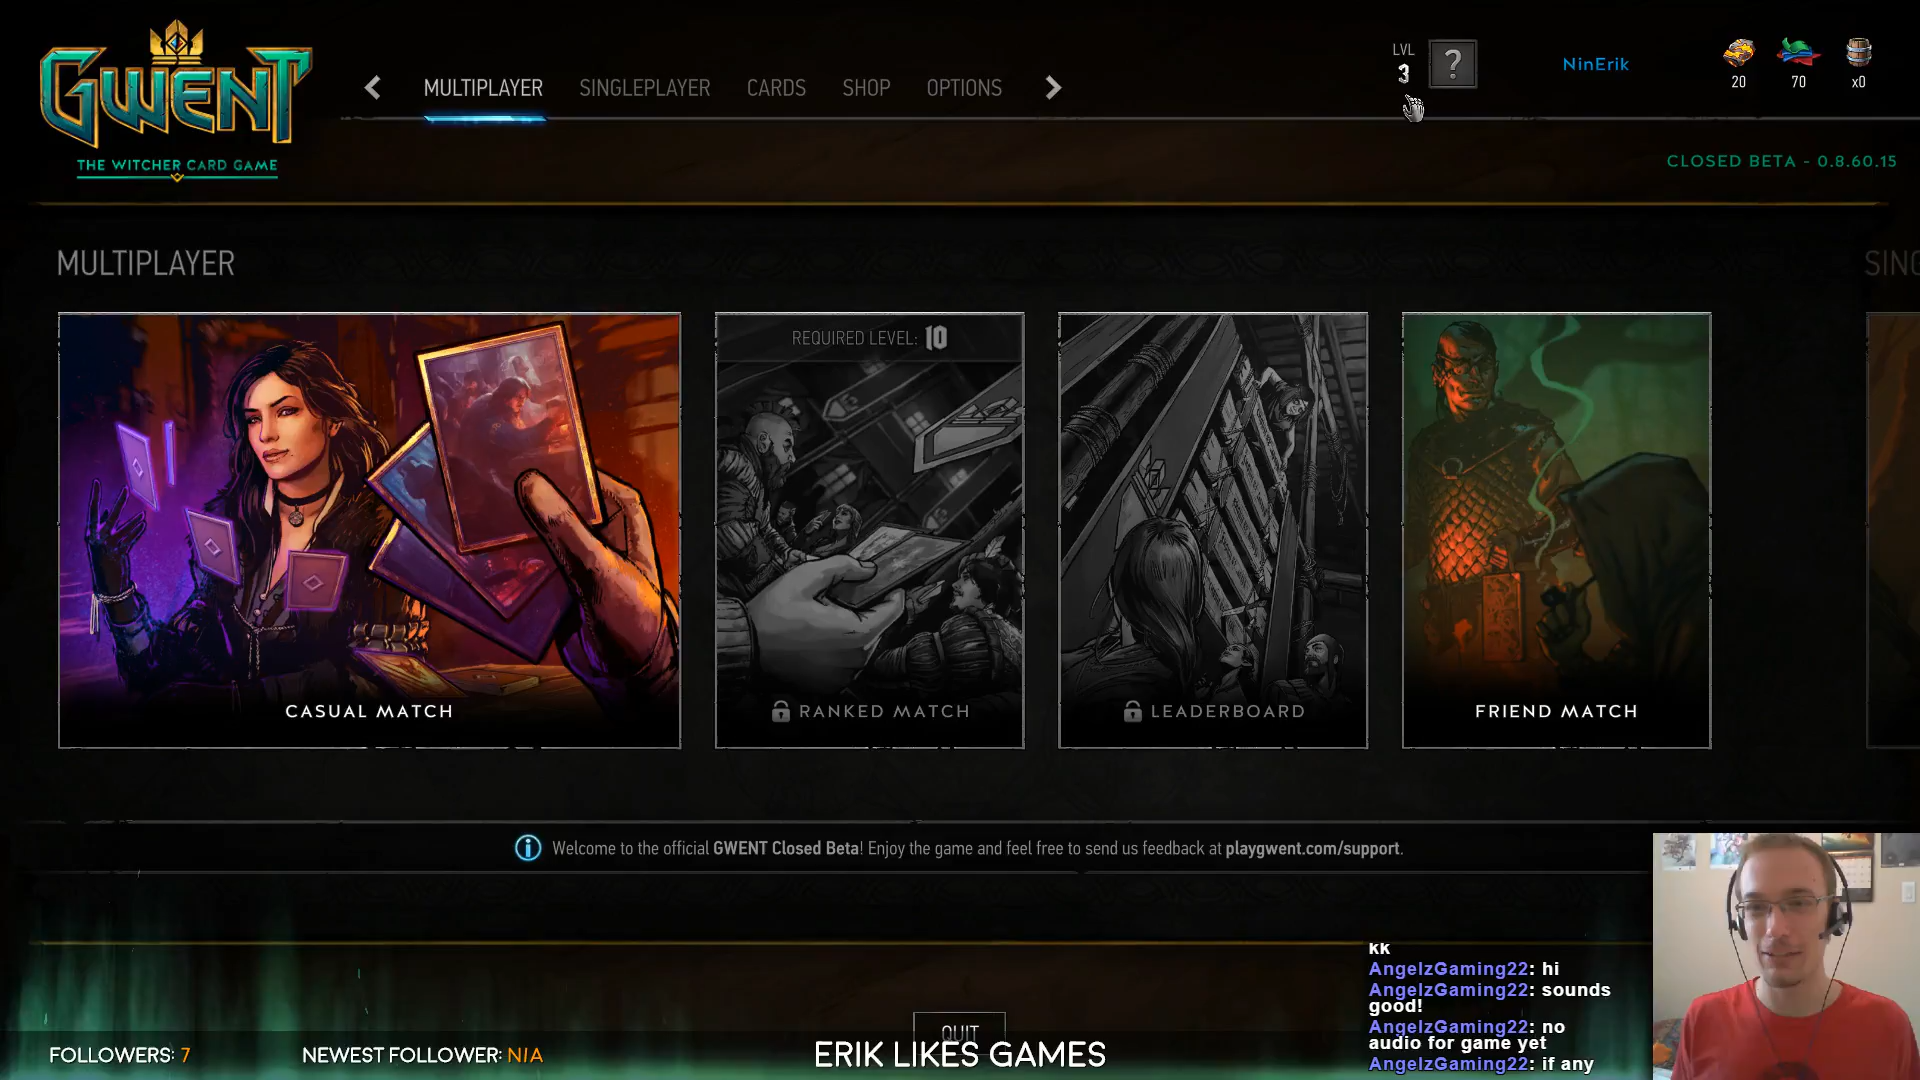 GWENT
THE WITCHER CARD GAME
MULTIPLAYER
SINGLEPLAYER
CARDS
SHOP
OPTIONS
LVL
3
?
NinErik
20
70
x0
CLOSED BETA - 0.8.60.15
MULTIPLAYER
SING
REQUIRED LEVEL: 10
CASUAL MATCH
RANKED MATCH
LEADERBOARD
FRIEND MATCH
Welcome to the official GWENT Closed Beta! Enjoy the game and feel free to send us feedback at playgwent.com/support.
kk
AngelzGaming22: hi
AngelzGaming22: sounds
good!
AngelzGaming22: no
audio for game yet
AngelzGaming22: if any
QUIT
FOLLOWERS: 7
NEWEST FOLLOWER: N/A
ERIK LIKES GAMES